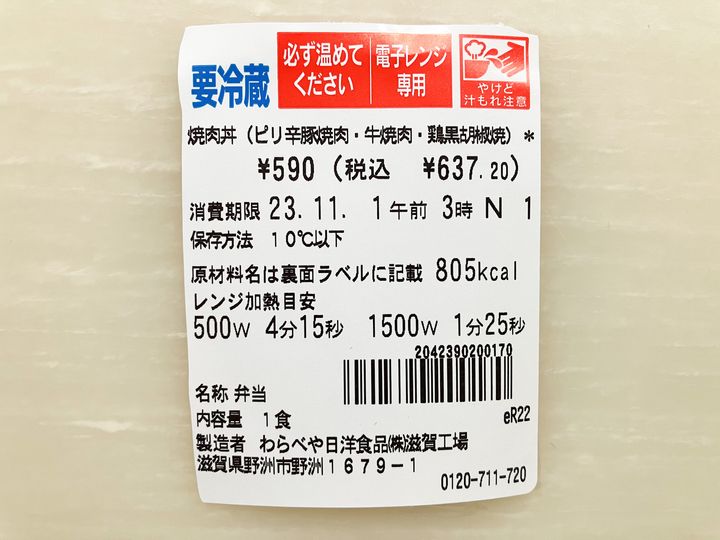 要冷蔵
必ず温めて
ください
電子レンジ
専用
やけど
汁もれ注意
焼肉丼（ピリ辛豚焼肉・牛焼肉・鶏黒胡椒焼）*
¥590（税込 ¥637.20）
消費期限 23.11. 1午前 3時 N 1
保存方法 10℃以下
原材料名は裏面ラベルに記載 805kcal
レンジ加熱目安
500W 4分15秒 1500W 1分25秒
2042390200170
名称 弁当
内容量 1食
eR22
製造者 わらべや日洋食品㈱滋賀工場
滋賀県野洲市野洲1679-1
0120-711-720